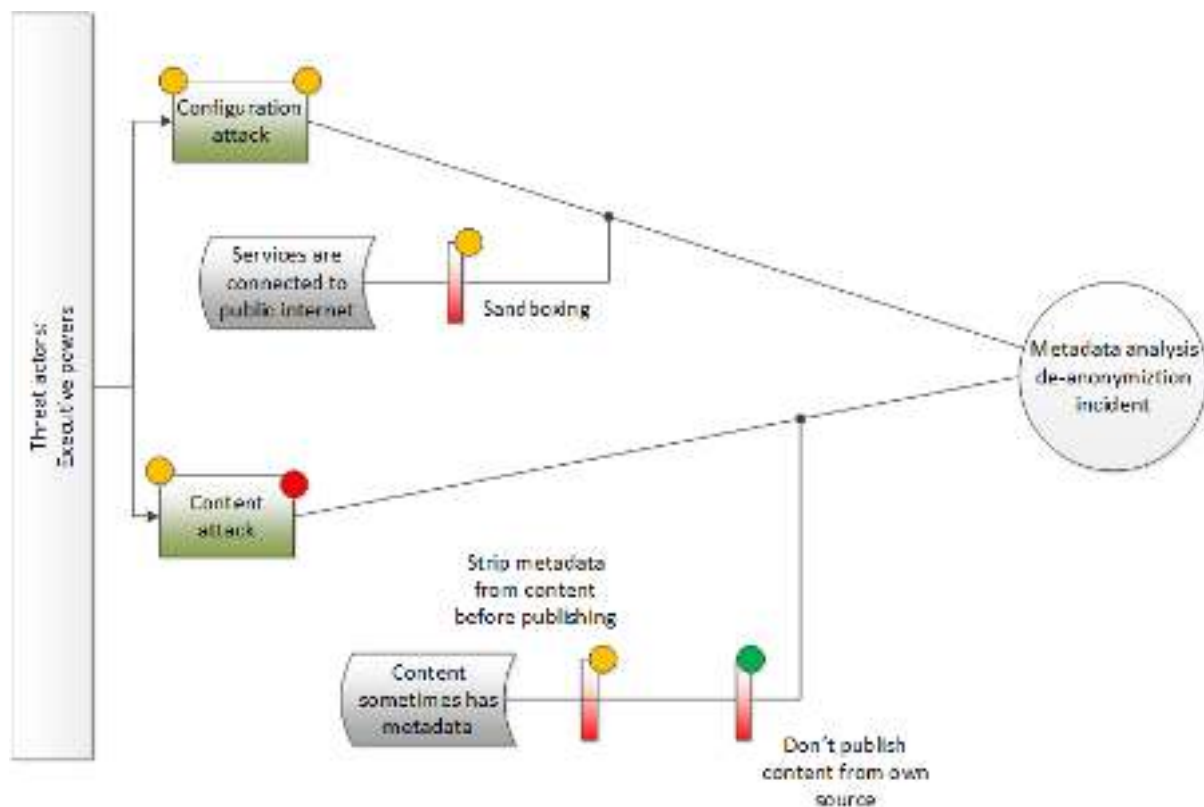 Threat actors:
Executive powers
Configuration
attack
Services are
connected to
public internet
Sandboxing
Metadata analysis
de-anonymiztion
incident
Content
attack
Strip metadata
from content
before publishing
Content
sometimes has
metadata
Don't publish
content from own
source